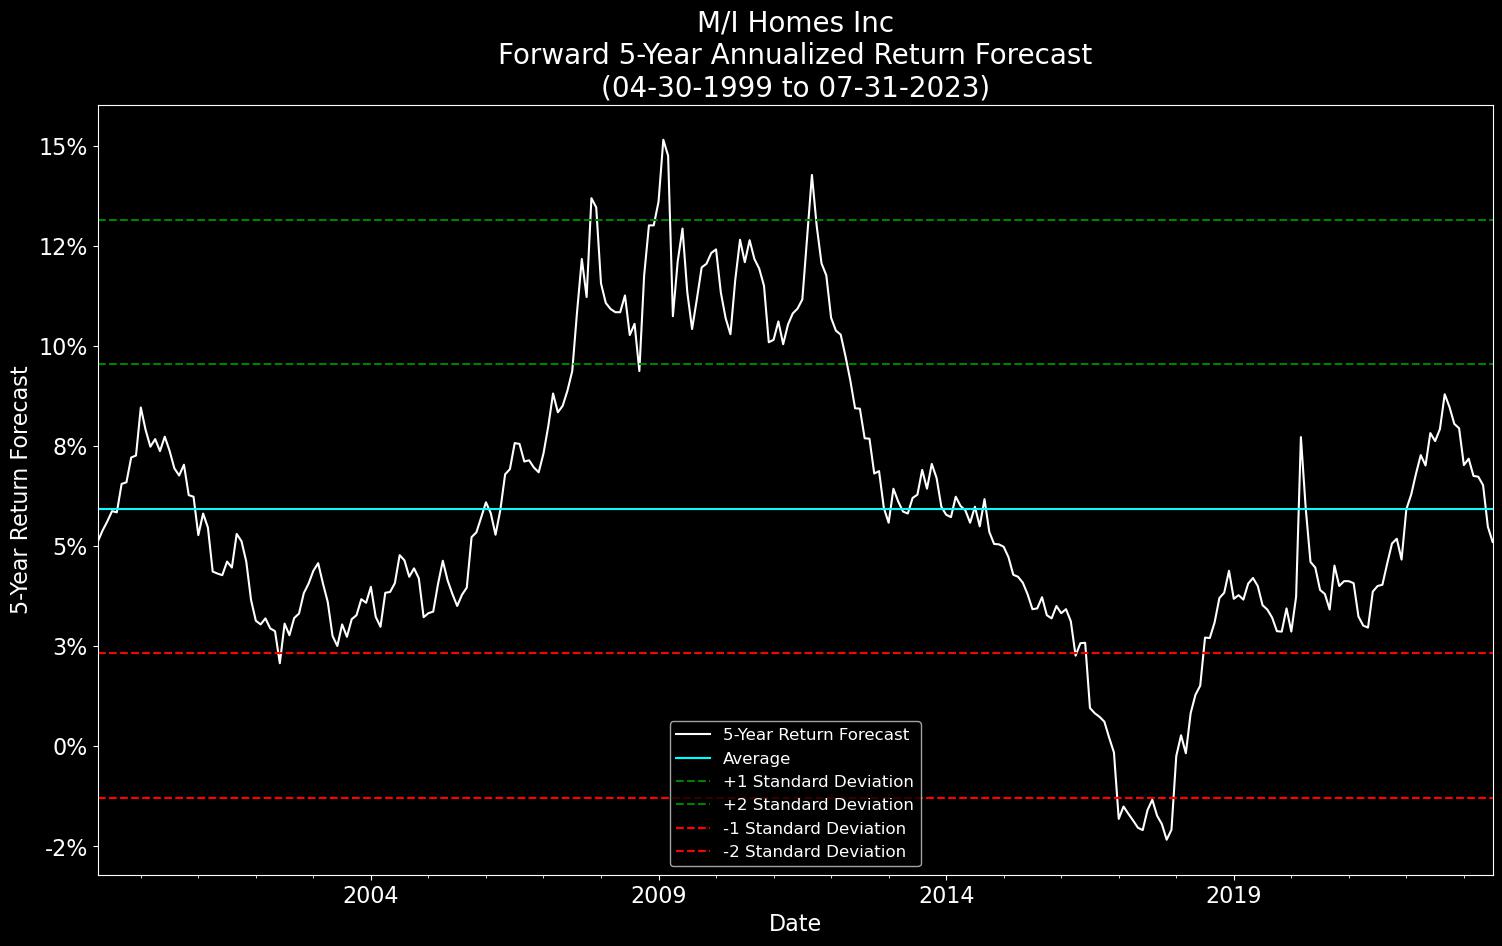 M/I Homes Inc
Forward 5-Year Annualized Return Forecast
(04-30-1999 to 07-31-2023)
15%
12%
10%
8%
5%
3%
0%
-2%
5-Year Return Forecast
5-Year Return Forecast
Average
+1 Standard Deviation
+2 Standard Deviation
-1 Standard Deviation
-2 Standard Deviation
2004 2009 2014 2019
Date